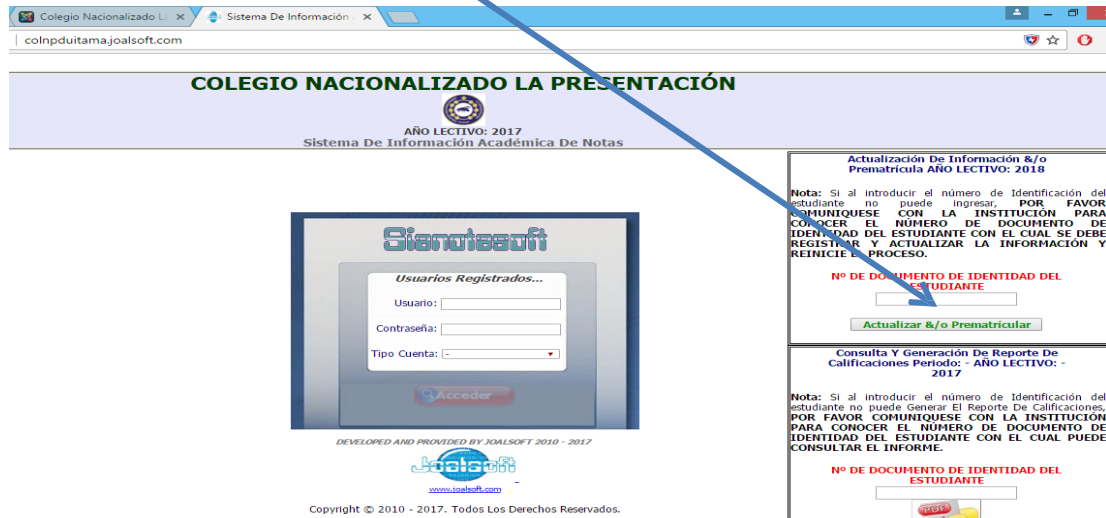 Colegio Nacionalizado L
Sistema De Información
colnpduitama.joalsoft.com
COLEGIO NACIONALIZADO LA PRESENTACIÓN
AÑO LECTIVO: 2017
Sistema De Información Académica De Notas
Sianotasoft
Usuarios Registrados...
Usuario:
Contraseña:
Tipo Cuenta: -
Acceder
DEVELOPED AND PROVIDED BY JOALSOFT 2010 - 2017
Joalsoft
www.joalsoft.com
Copyright © 2010 - 2017. Todos Los Derechos Reservados.
Actualización De Información &/o
Prematrícula AÑO LECTIVO: 2018
Nota: Si al introducir el número de Identificación del
estudiante no puede ingresar, POR FAVOR
COMUNIQUESE CON LA INSTITUCIÓN PARA
CONOCER EL NÚMERO DE DOCUMENTO DE
IDENTIDAD DEL ESTUDIANTE CON EL CUAL SE DEBE
REGISTRAR Y ACTUALIZAR LA INFORMACIÓN Y
REINICIE EL PROCESO.
Nº DE DOCUMENTO DE IDENTIDAD DEL
ESTUDIANTE
Actualizar &/o Prematricular
Consulta Y Generación De Reporte De
Calificaciones Periodo: - AÑO LECTIVO: -
2017
Nota: Si al introducir el número de Identificación del
estudiante no puede Generar El Reporte De Calificaciones,
POR FAVOR COMUNIQUESE CON LA INSTITUCIÓN
PARA CONOCER EL NÚMERO DE DOCUMENTO DE
IDENTIDAD DEL ESTUDIANTE CON EL CUAL PUEDE
CONSULTAR EL INFORME.
Nº DE DOCUMENTO DE IDENTIDAD DEL
ESTUDIANTE
PDF